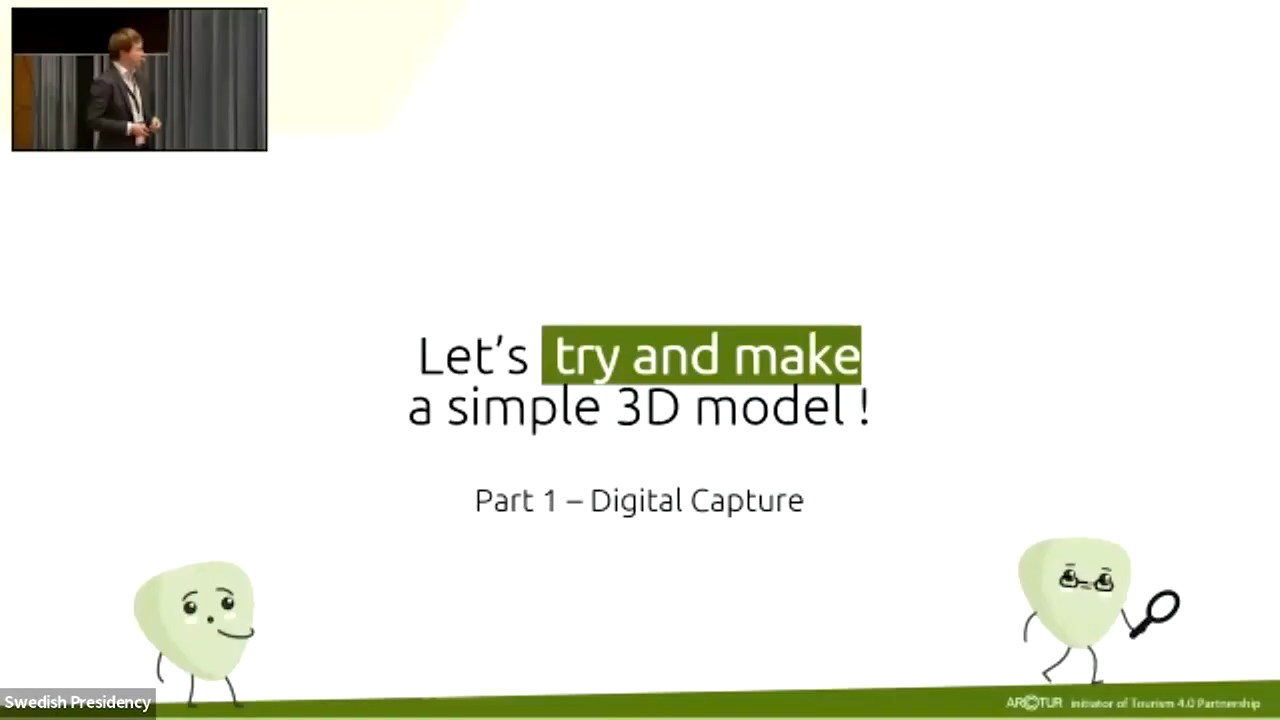 Let’s try and make
a simple 3D model !
Part 1 – Digital Capture
Swedish Presidency
ARCTUR initiator of Tourism 4.0 Partnership